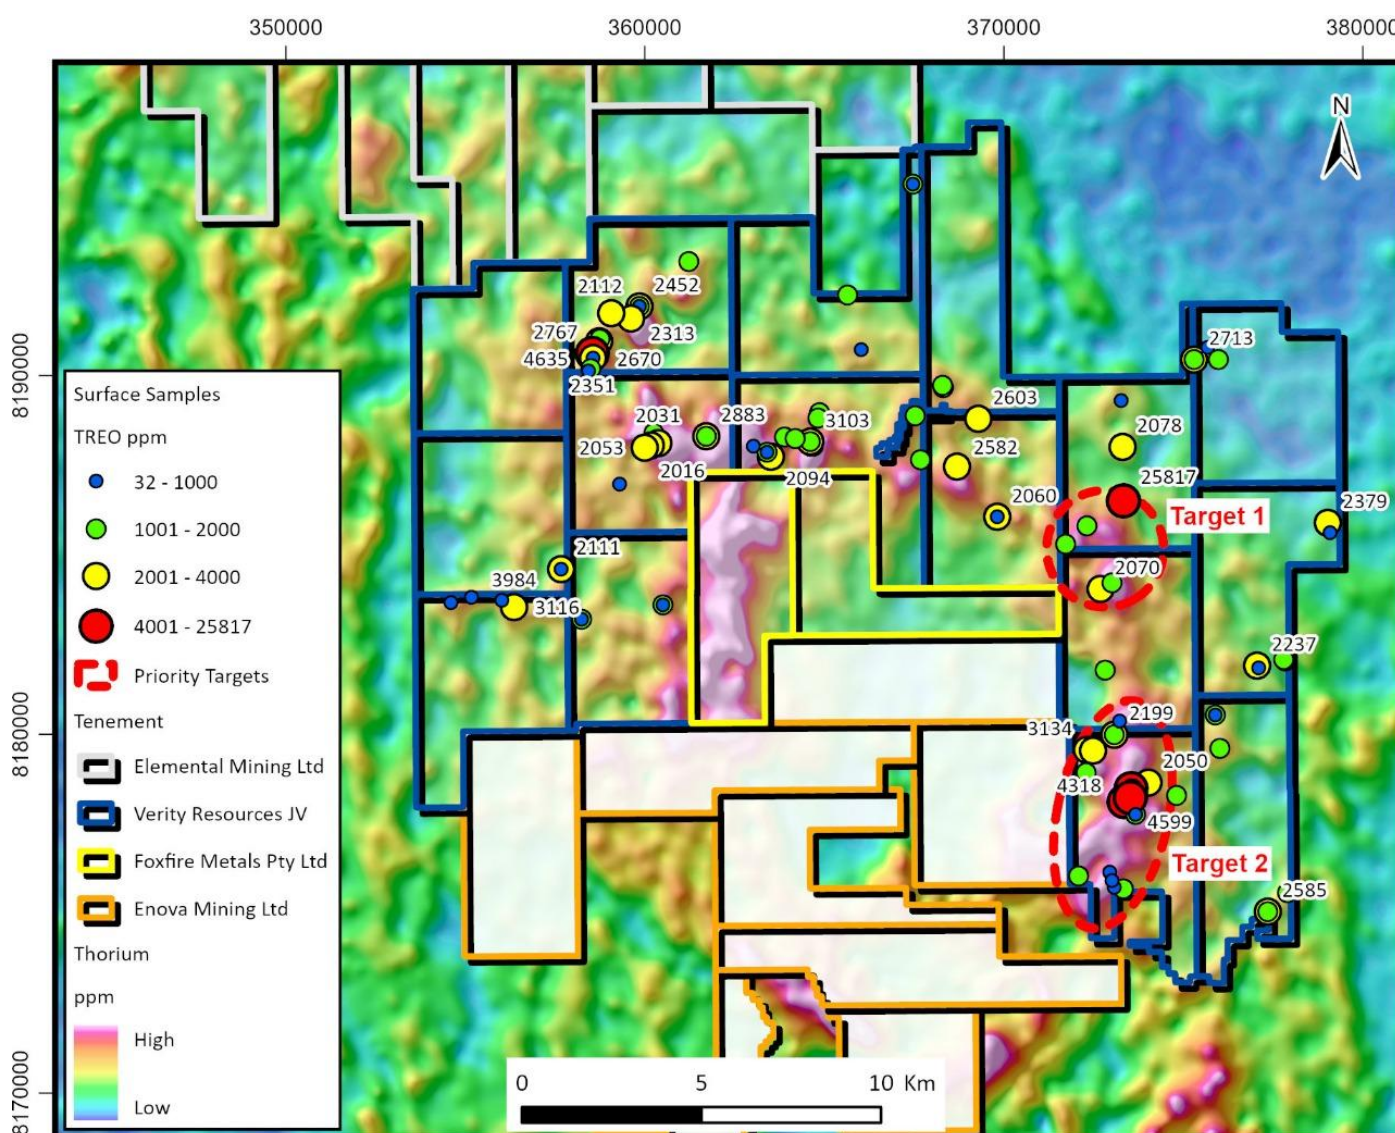 350000
360000
370000
380000
N
8190000
8180000
8170000
2112
2452
2767
2313
4635
2670
2351
2031
2883
3103
2053
2016
2094
2603
2582
2060
2713
2078
25817
Target 1
2379
2070
2111
3984
3116
2237
2199
3134
2050
4318
4599
Target 2
2585
Surface Samples
TREO ppm
32 - 1000
1001 - 2000
2001 - 4000
4001 - 25817
Priority Targets
Tenement
Elemental Mining Ltd
Verity Resources JV
Foxfire Metals Pty Ltd
Enova Mining Ltd
Thorium
ppm
High
Low
0 5 10 Km